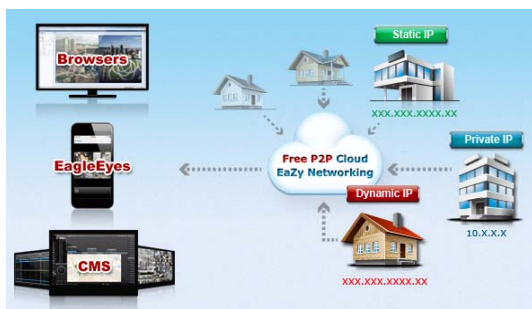 Browsers
Static IP
xxx.xxx.xxxx.xx
EagleEyes
Free P2P Cloud
EaZy Networking
Private IP
10.x.x.x
Dynamic IP
CMS
xxx.xxx.xxxx.xx